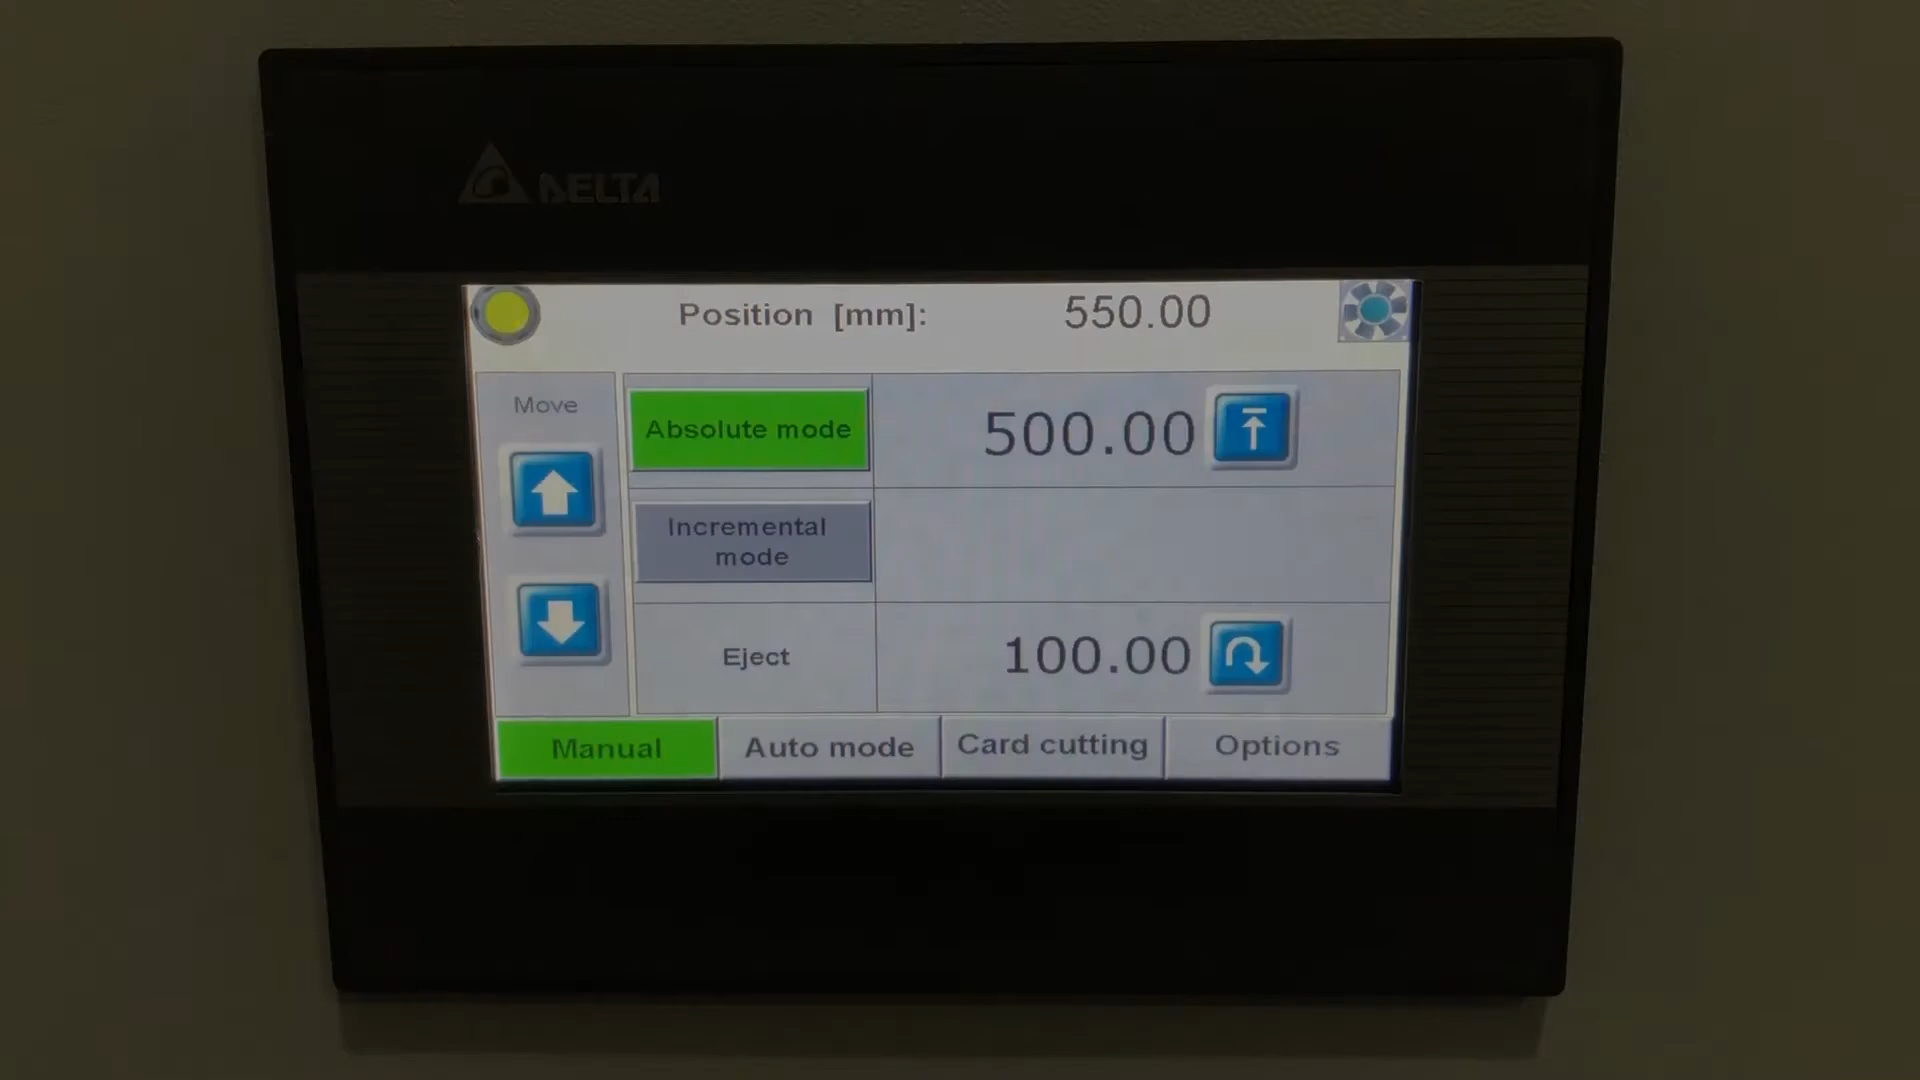 DELTA
Position [mm]: 550.00
Move
Absolute mode 500.00
Incremental
mode
Eject 100.00
Manual Auto mode Card cutting Options